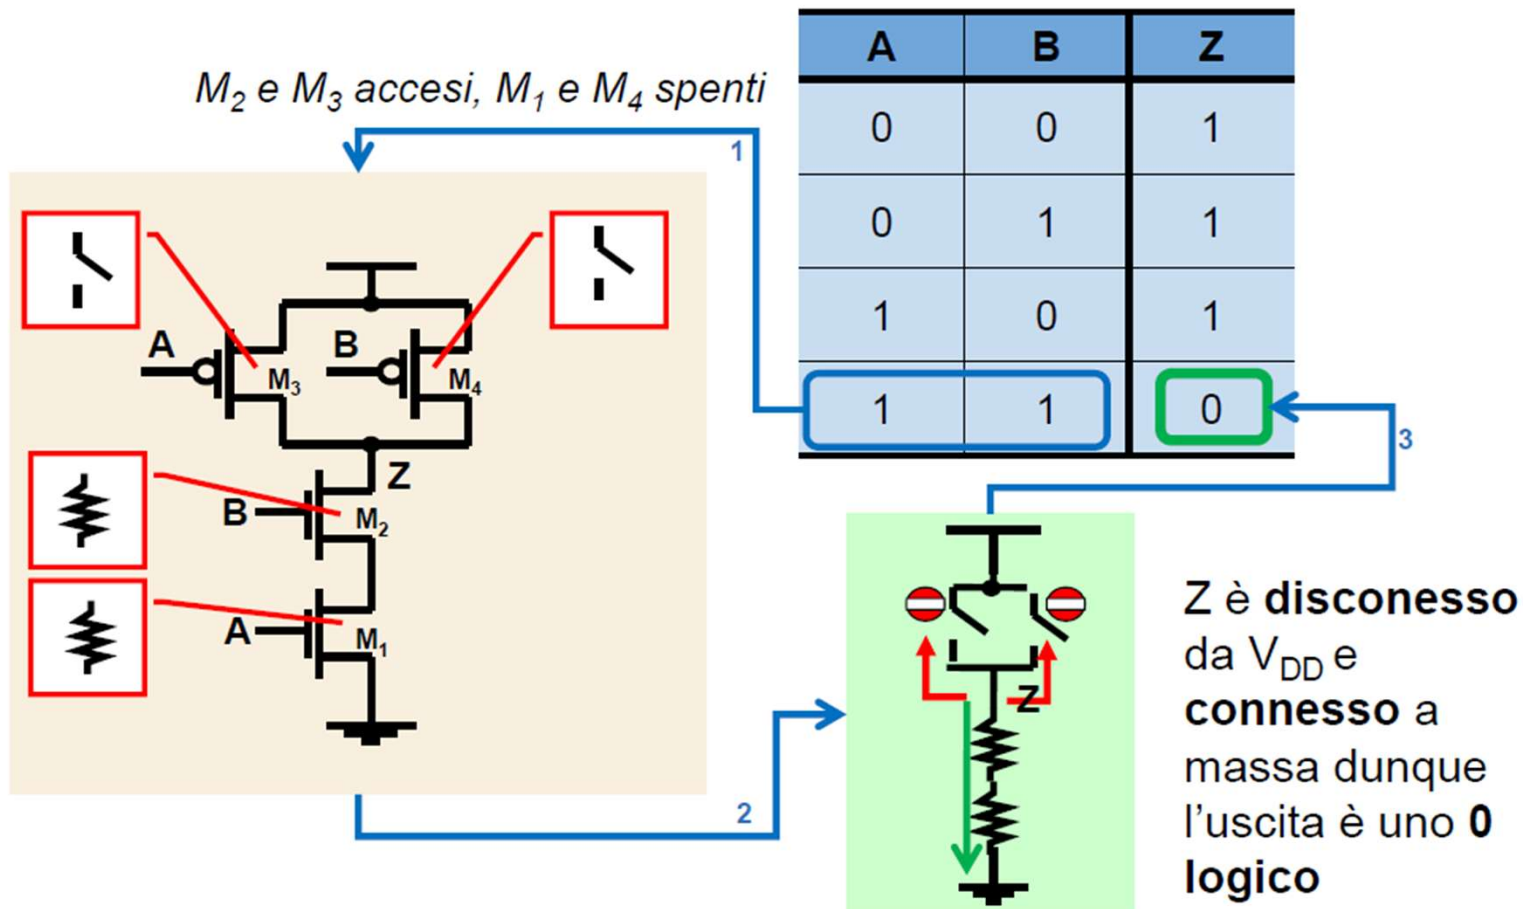 M2 e M3 accesi, M1 e M4 spenti
A B Z
0 0 1
0 1 1
1 0 1
1 1 0
1
A
M3
B
M4
Z
B
M2
A
M1
2
3
Z
Z è disconesso
da VDD e
connesso a
massa dunque
l'uscita è uno 0
logico